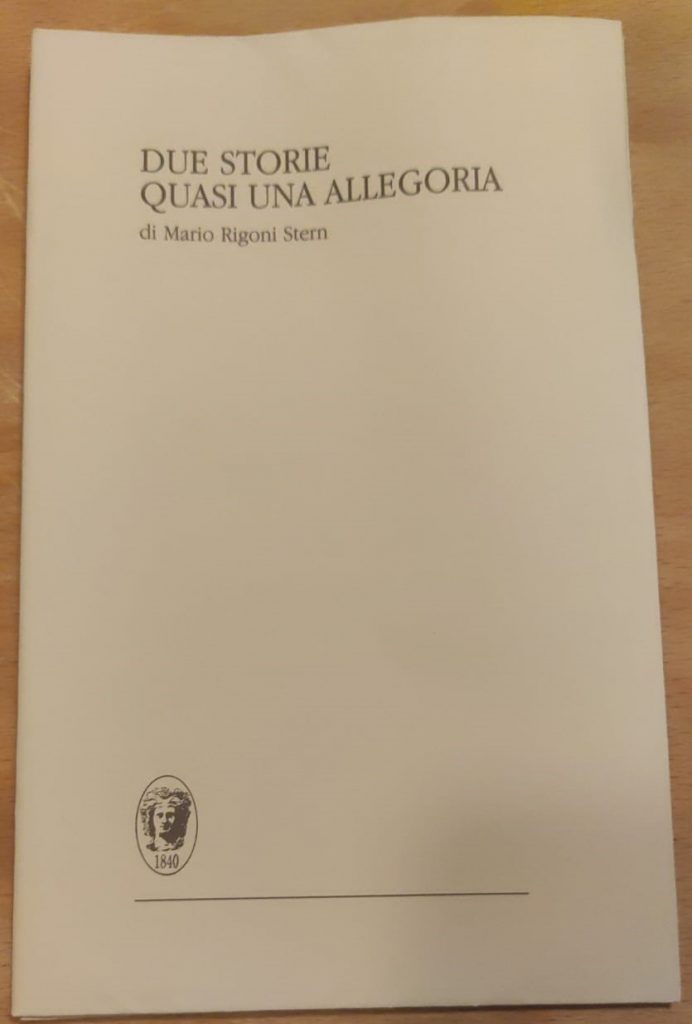 DUE STORIE
QUASI UNA ALLEGORIA
di Mario Rigoni Stern
1840